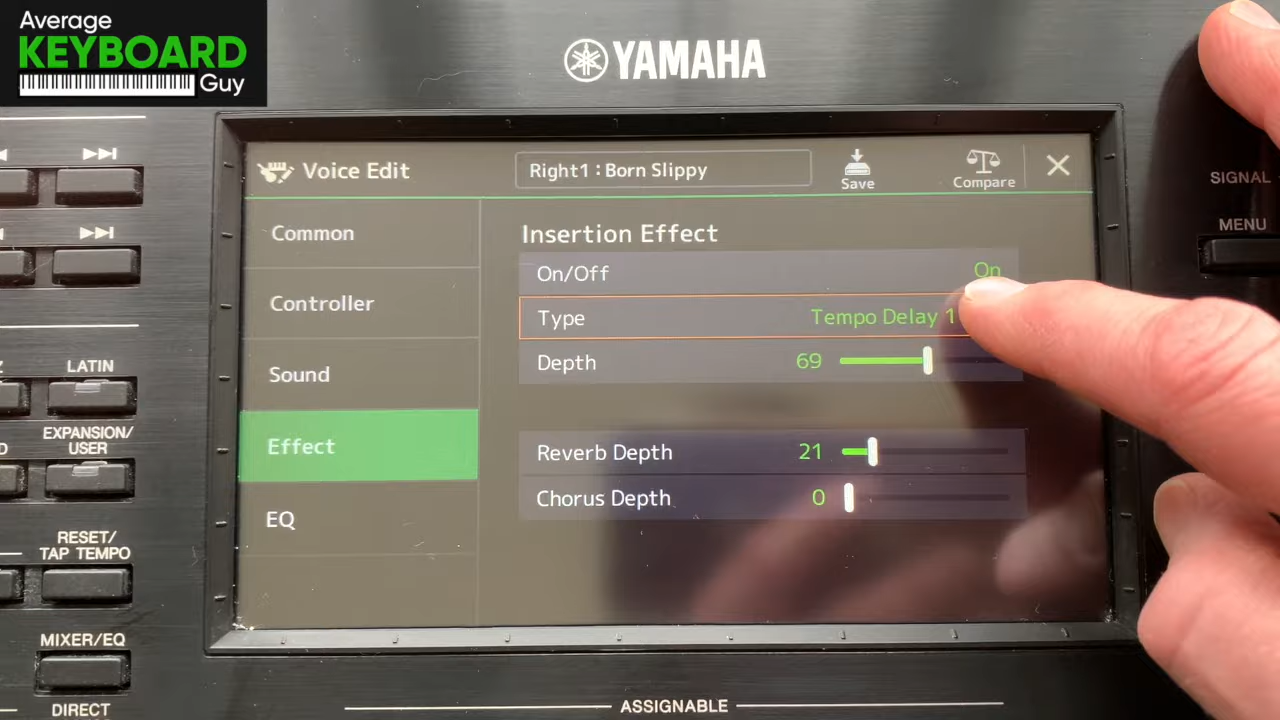 Average
KEYBOARD
Guy
YAMAHA
Voice Edit
Right1 : Born Slippy
Save
Compare
Common
Controller
Sound
Effect
EQ
Insertion Effect
On/Off
On
Type
Tempo Delay 1
Depth
69
Reverb Depth
21
Chorus Depth
0
LATIN
EXPANSION/
USER
RESET/
TAP TEMPO
MIXER/EQ
DIRECT
ASSIGNABLE
SIGNAL
MENU